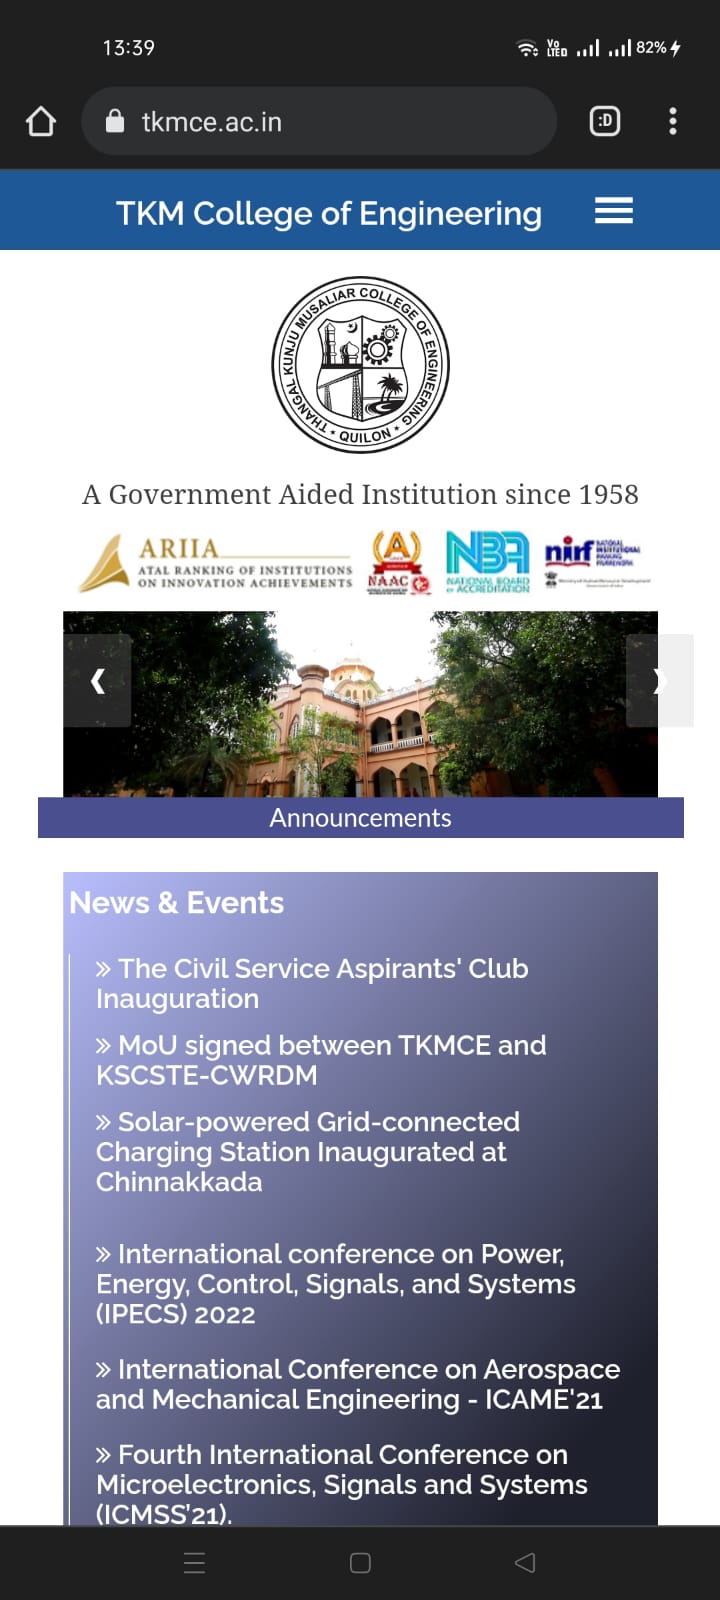 13:39
Vo
LTED
82%
tkmce.ac.in
:D
TKM College of Engineering
THANGAL KUNJU MUSALIAR COLLEGE OF ENGINEERING
* QUILON *
A Government Aided Institution since 1958
ARIIA
ATAL RANKING OF INSTITUTIONS
ON INNOVATION ACHIEVEMENTS
A
NAAC
NBA
NATIONAL BOARD
of ACCREDITATION
nirf
NATIONAL
INSTITUTIONAL
RANKING
FRAMEWORK
Announcements
News & Events
» The Civil Service Aspirants' Club
Inauguration
» MoU signed between TKMCE and
KSCSTE-CWRDM
» Solar-powered Grid-connected
Charging Station Inaugurated at
Chinnakkada
» International conference on Power,
Energy, Control, Signals, and Systems
(IPECS) 2022
» International Conference on Aerospace
and Mechanical Engineering - ICAME'21
» Fourth International Conference on
Microelectronics, Signals and Systems
(ICMSS’21).